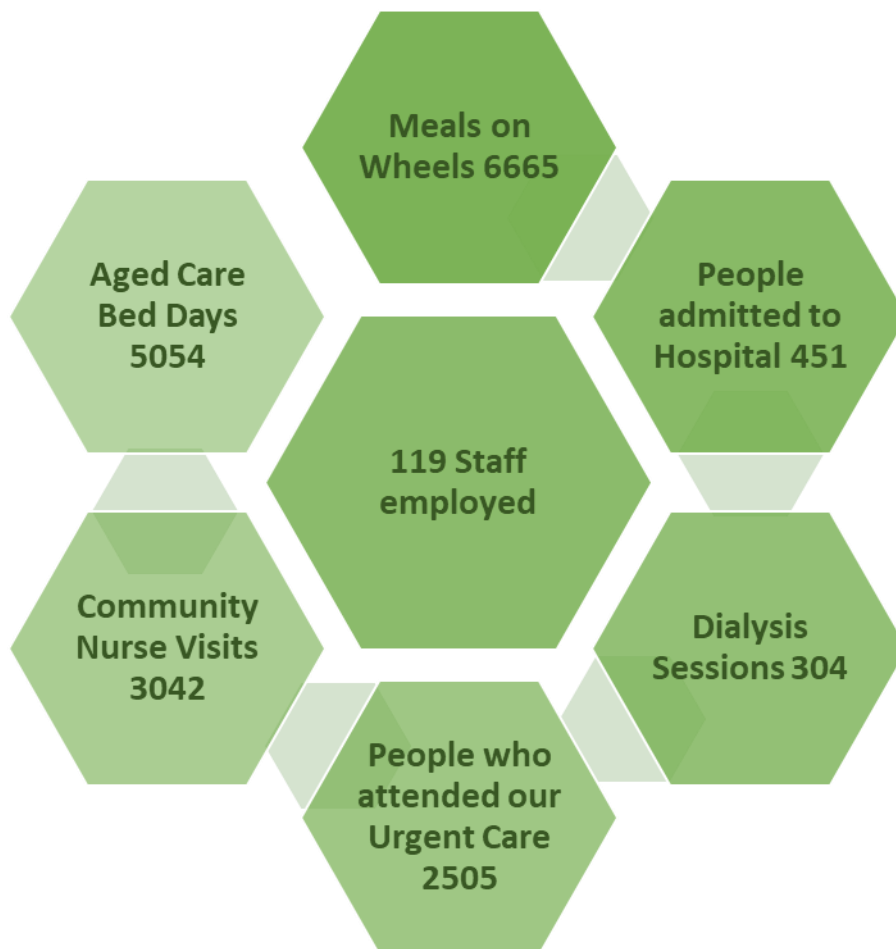 Meals on
Wheels 6665
People
admitted to
Hospital 451
Dialysis
Sessions 304
People who
attended our
Urgent Care
2505
Community
Nurse Visits
3042
Aged Care
Bed Days
5054
119 Staff
employed